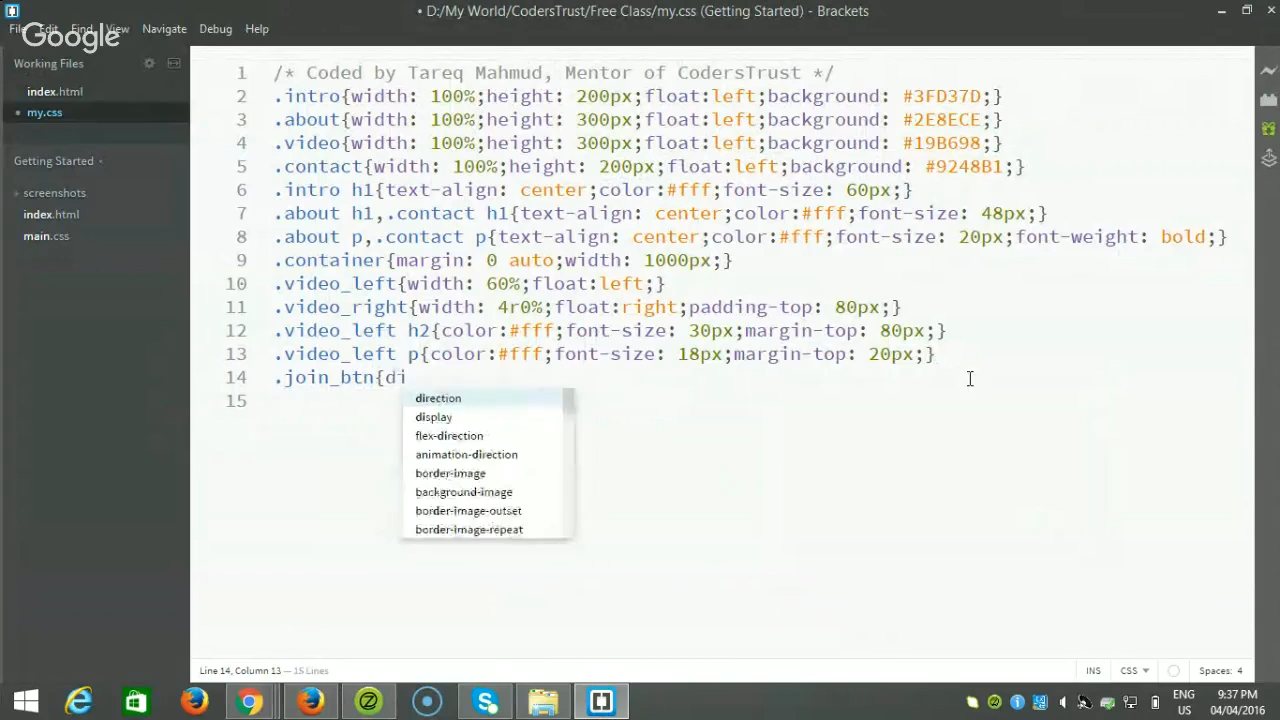 • D:/My World/CodersTrust/Free Class/my.css (Getting Started) - Brackets
File Edit Find View Navigate Debug Help
Google
Working Files
index.html
my.css
Getting Started
screenshots
index.html
main.css
1 /* Coded by Tareq Mahmud, Mentor of CodersTrust */
2 .intro{width: 100%;height: 200px;float:left;background: #3FD37D;}
3 .about{width: 100%;height: 300px;float:left;background: #2E8ECE;}
4 .video{width: 100%;height: 300px;float:left;background: #19B698;}
5 .contact{width: 100%;height: 200px;float:left;background: #9248B1;}
6 .intro h1{text-align: center;color:#fff;font-size: 60px;}
7 .about h1,.contact h1{text-align: center;color:#fff;font-size: 48px;}
8 .about p,.contact p{text-align: center;color:#fff;font-size: 20px;font-weight: bold;}
9 .container{margin: 0 auto;width: 1000px;}
10 .video_left{width: 60%;float:left;}
11 .video_right{width: 4r0%;float:right;padding-top: 80px;}
12 .video_left h2{color:#fff;font-size: 30px;margin-top: 80px;}
13 .video_left p{color:#fff;font-size: 18px;margin-top: 20px;}
14 .join_btn{di
15
direction
display
flex-direction
animation-direction
border-image
background-image
border-image-outset
border-image-repeat
Line 14, Column 13 — 15 Lines
INS CSS Spaces: 4
ENG 9:37 PM
US 04/04/2016